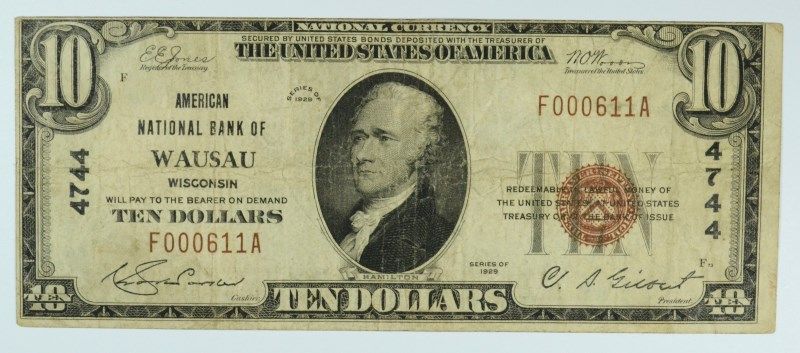 NATIONAL CURRENCY
SECURED BY UNITED STATES BONDS DEPOSITED WITH THE TREASURER OF
THE UNITED STATES OF AMERICA
10
10
E.E. Jones
Register of the Treasury
W.O. Woods
Treasurer of the United States
F
SERIES OF
1929
F000611A
AMERICAN
NATIONAL BANK OF
WAUSAU
WISCONSIN
WILL PAY TO THE BEARER ON DEMAND
TEN DOLLARS
F000611A
4744
4744
TEN
REDEEMABLE IN LAWFUL MONEY OF
THE UNITED STATES AT UNITED STATES
TREASURY OR AT THE BANK OF ISSUE
SERIES OF
1929
HAMILTON
Cashier
President
TEN
10
TEN DOLLARS
TEN
10